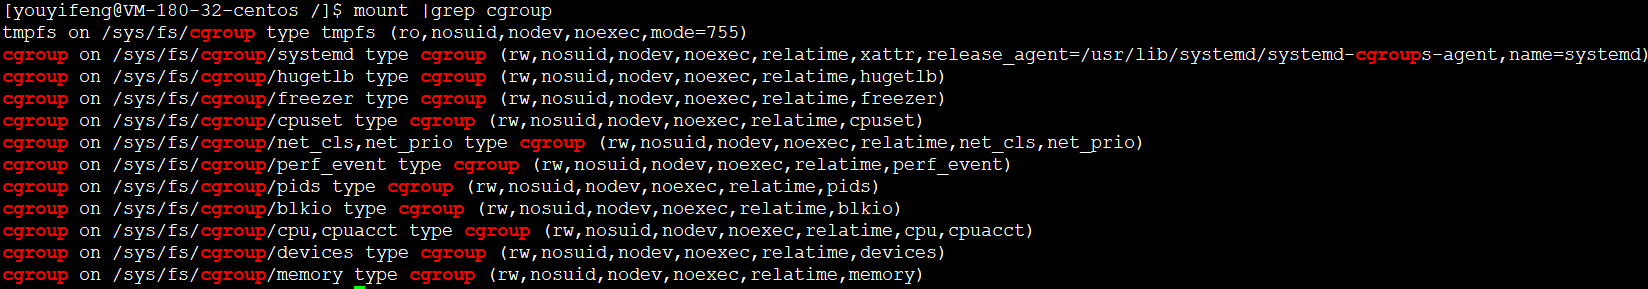 [youyifeng@VM-180-32-centos /]$ mount |grep cgroup
tmpfs on /sys/fs/cgroup type tmpfs (ro,nosuid,nodev,noexec,mode=755)
cgroup on /sys/fs/cgroup/systemd type cgroup (rw,nosuid,nodev,noexec,relatime,xattr,release_agent=/usr/lib/systemd/systemd-cgroups-agent,name=systemd)
cgroup on /sys/fs/cgroup/hugetlb type cgroup (rw,nosuid,nodev,noexec,relatime,hugetlb)
cgroup on /sys/fs/cgroup/freezer type cgroup (rw,nosuid,nodev,noexec,relatime,freezer)
cgroup on /sys/fs/cgroup/cpuset type cgroup (rw,nosuid,nodev,noexec,relatime,cpuset)
cgroup on /sys/fs/cgroup/net_cls,net_prio type cgroup (rw,nosuid,nodev,noexec,relatime,net_cls,net_prio)
cgroup on /sys/fs/cgroup/perf_event type cgroup (rw,nosuid,nodev,noexec,relatime,perf_event)
cgroup on /sys/fs/cgroup/pids type cgroup (rw,nosuid,nodev,noexec,relatime,pids)
cgroup on /sys/fs/cgroup/blkio type cgroup (rw,nosuid,nodev,noexec,relatime,blkio)
cgroup on /sys/fs/cgroup/cpu,cpuacct type cgroup (rw,nosuid,nodev,noexec,relatime,cpu,cpuacct)
cgroup on /sys/fs/cgroup/devices type cgroup (rw,nosuid,nodev,noexec,relatime,devices)
cgroup on /sys/fs/cgroup/memory type cgroup (rw,nosuid,nodev,noexec,relatime,memory)